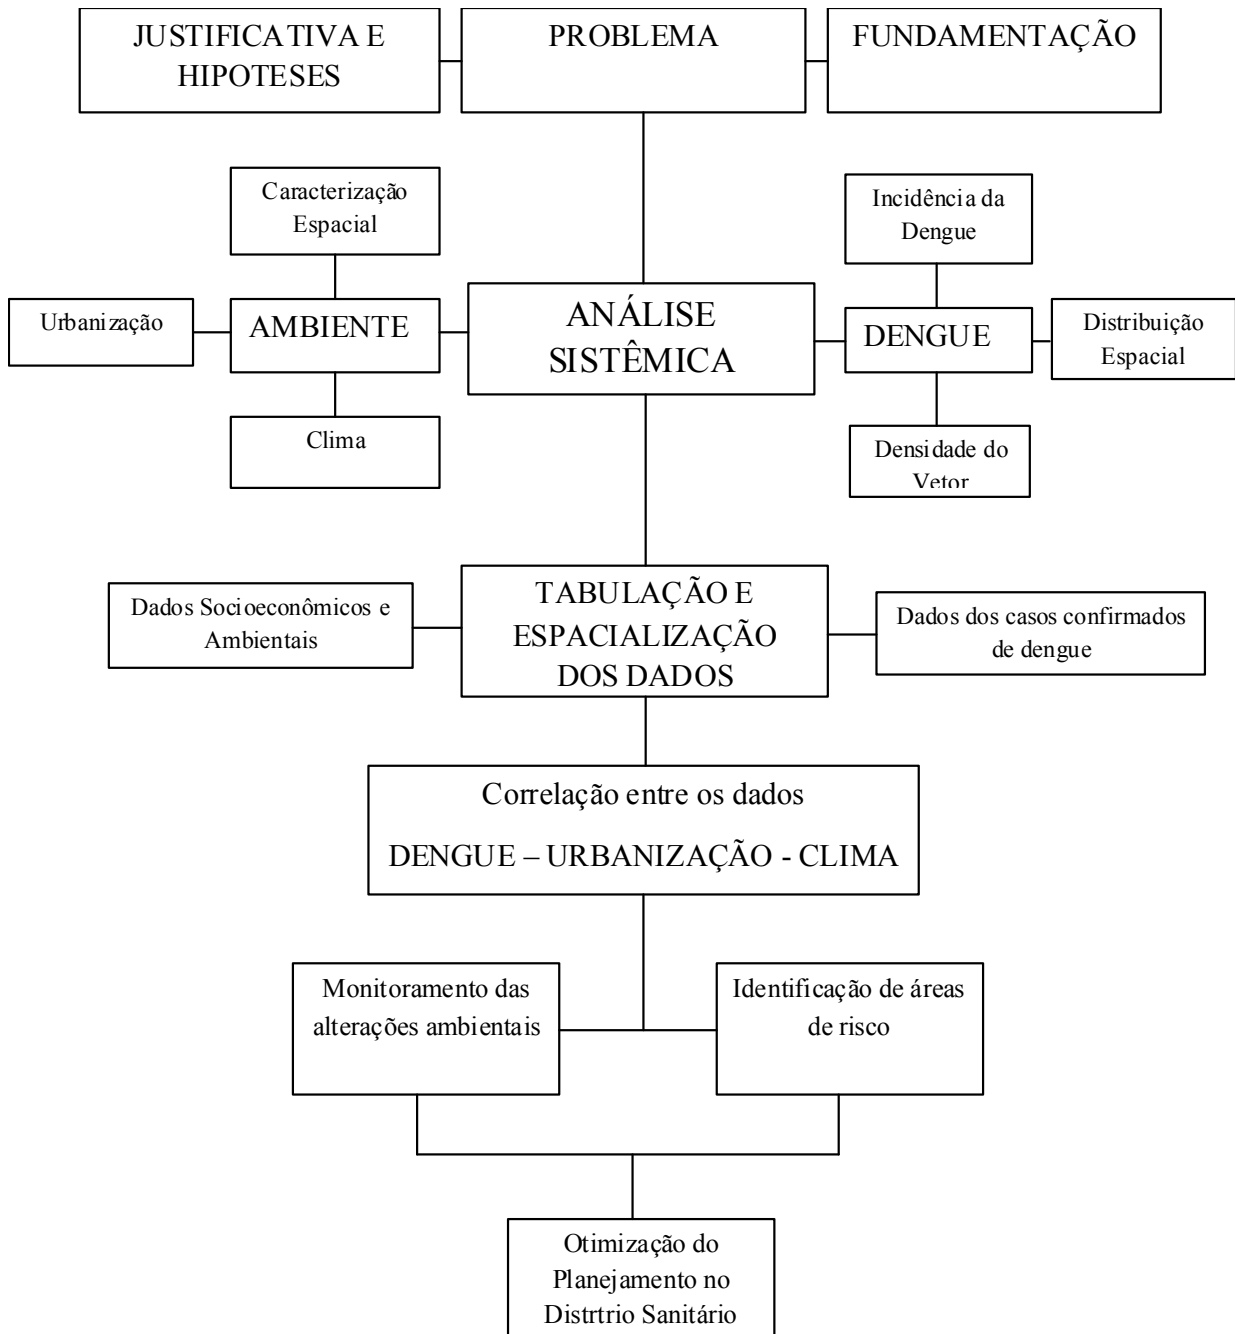 JUSTIFICATIVA E
HIPOTESES
PROBLEMA
FUNDAMENTAÇÃO
Caracterização
Espacial
Incidência da
Dengue
Urbanização
AMBIENTE
ANÁLISE
SISTÊMICA
DENGUE
Distribuição
Espacial
Clima
Densidade do
Vetor
Dados Socioeconômicos e
Ambientais
TABULAÇÃO E
ESPACIALIZAÇÃO
DOS DADOS
Dados dos casos confirmados
de dengue
Correlação entre os dados
DENGUE – URBANIZAÇÃO - CLIMA
Monitoramento das
alterações ambientais
Identificação de áreas
de risco
Otimização do
Planejamento no
Distrtrio Sanitário